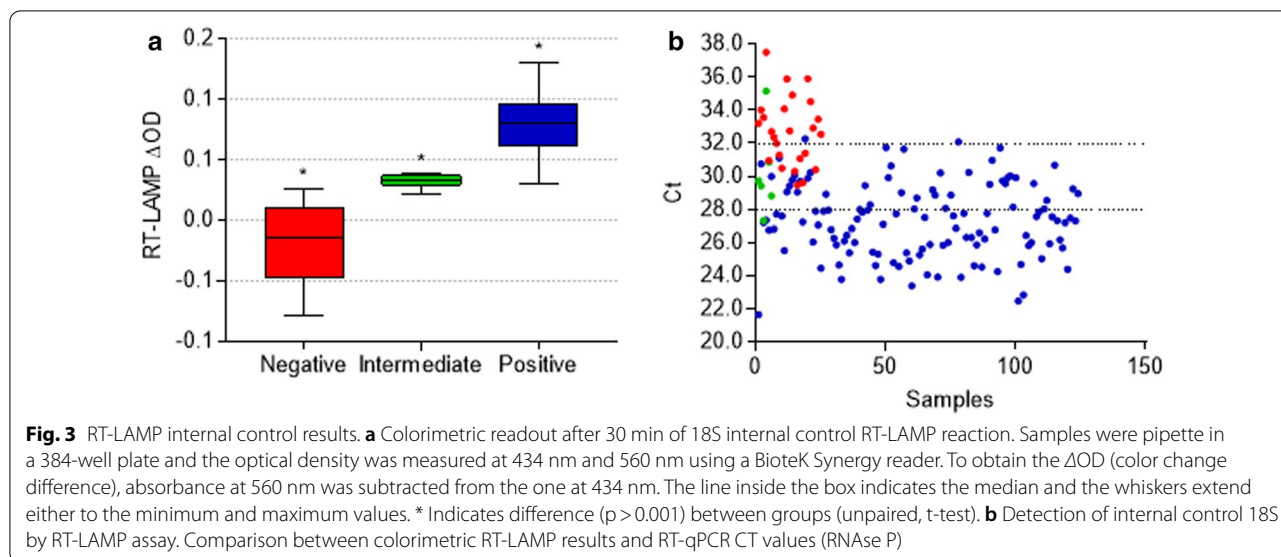 a
0.2
0.1
0.1
0.0
-0.1
-0.1
RT-LAMP ΔOD
*
*
*
Negative
Intermediate
Positive
b
38.0
36.0
34.0
32.0
30.0
28.0
26.0
24.0
22.0
20.0
Ct
0
50
100
150
Samples
Fig. 3 RT-LAMP internal control results. a Colorimetric readout after 30 min of 18S internal control RT-LAMP reaction. Samples were pipette in
a 384-well plate and the optical density was measured at 434 nm and 560 nm using a BioteK Synergy reader. To obtain the ΔOD (color change
difference), absorbance at 560 nm was subtracted from the one at 434 nm. The line inside the box indicates the median and the whiskers extend
either to the minimum and maximum values. * Indicates difference (p > 0.001) between groups (unpaired, t-test). b Detection of internal control 18S
by RT-LAMP assay. Comparison between colorimetric RT-LAMP results and RT-qPCR CT values (RNAse P)